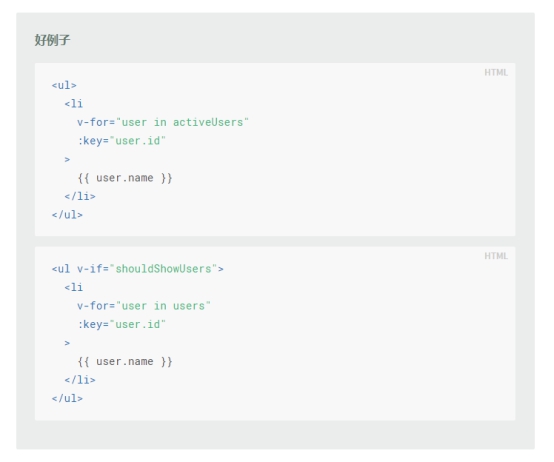 好例子
HTML
<ul>
  <li
    v-for="user in activeUsers"
    :key="user.id"
  >
    {{ user.name }}
  </li>
</ul>
HTML
<ul v-if="shouldShowUsers">
  <li
    v-for="user in users"
    :key="user.id"
  >
    {{ user.name }}
  </li>
</ul>